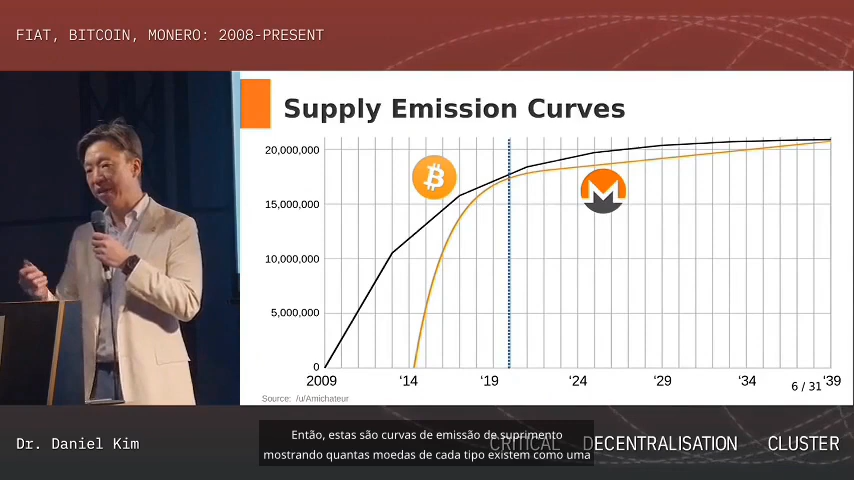 FIAT, BITCOIN, MONERO: 2008-PRESENT
Supply Emission Curves
20,000,000
15,000,000
10,000,000
5,000,000
0
2009 '14 '19 '24 '29 '34 '39
6 / 31
Source: /u/Amichateur
Dr. Daniel Kim
CRITICAL DECENTRALISATION CLUSTER
Então, estas são curvas de emissão de suprimento
mostrando quantas moedas de cada tipo existem como uma